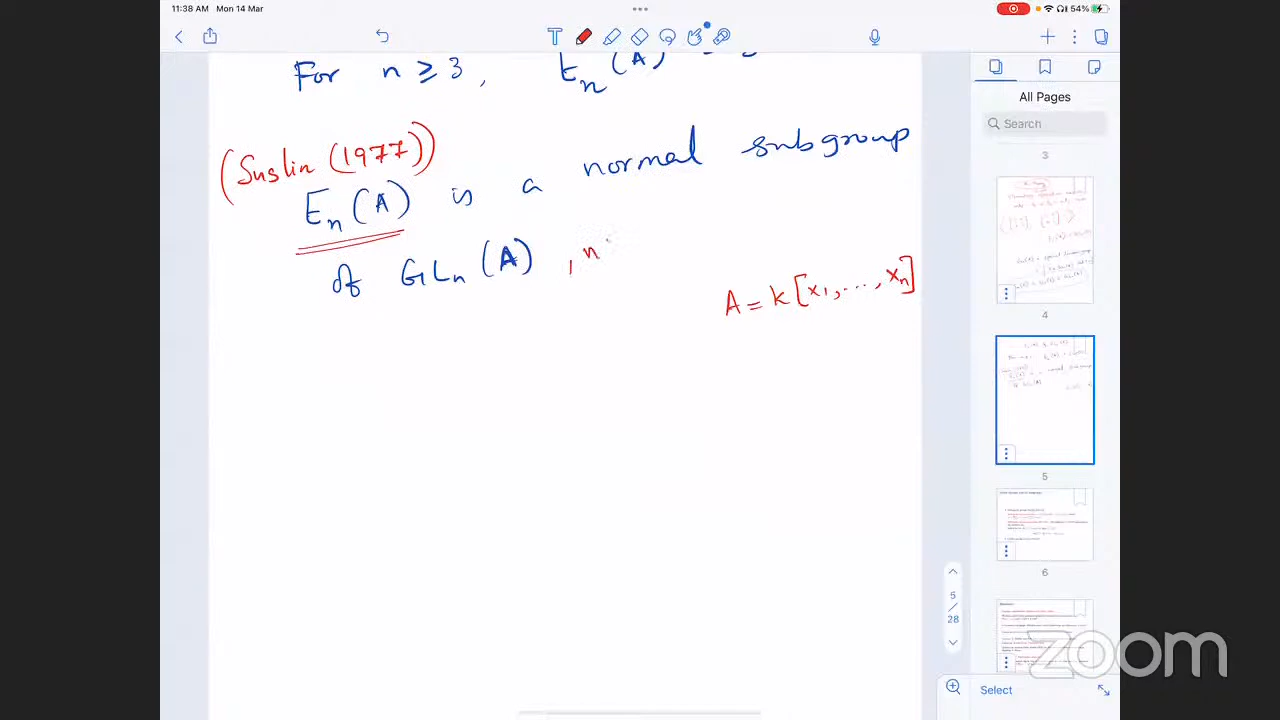 11:38 AM Mon 14 Mar
54%
For n ≥ 3, En(A)
(Suslin (1977))
En(A) is a normal subgroup
of GLn(A), n
A = k[x1, ..., xn]
All Pages
Search
3
4
5
6
5
/
28
Select
zoom